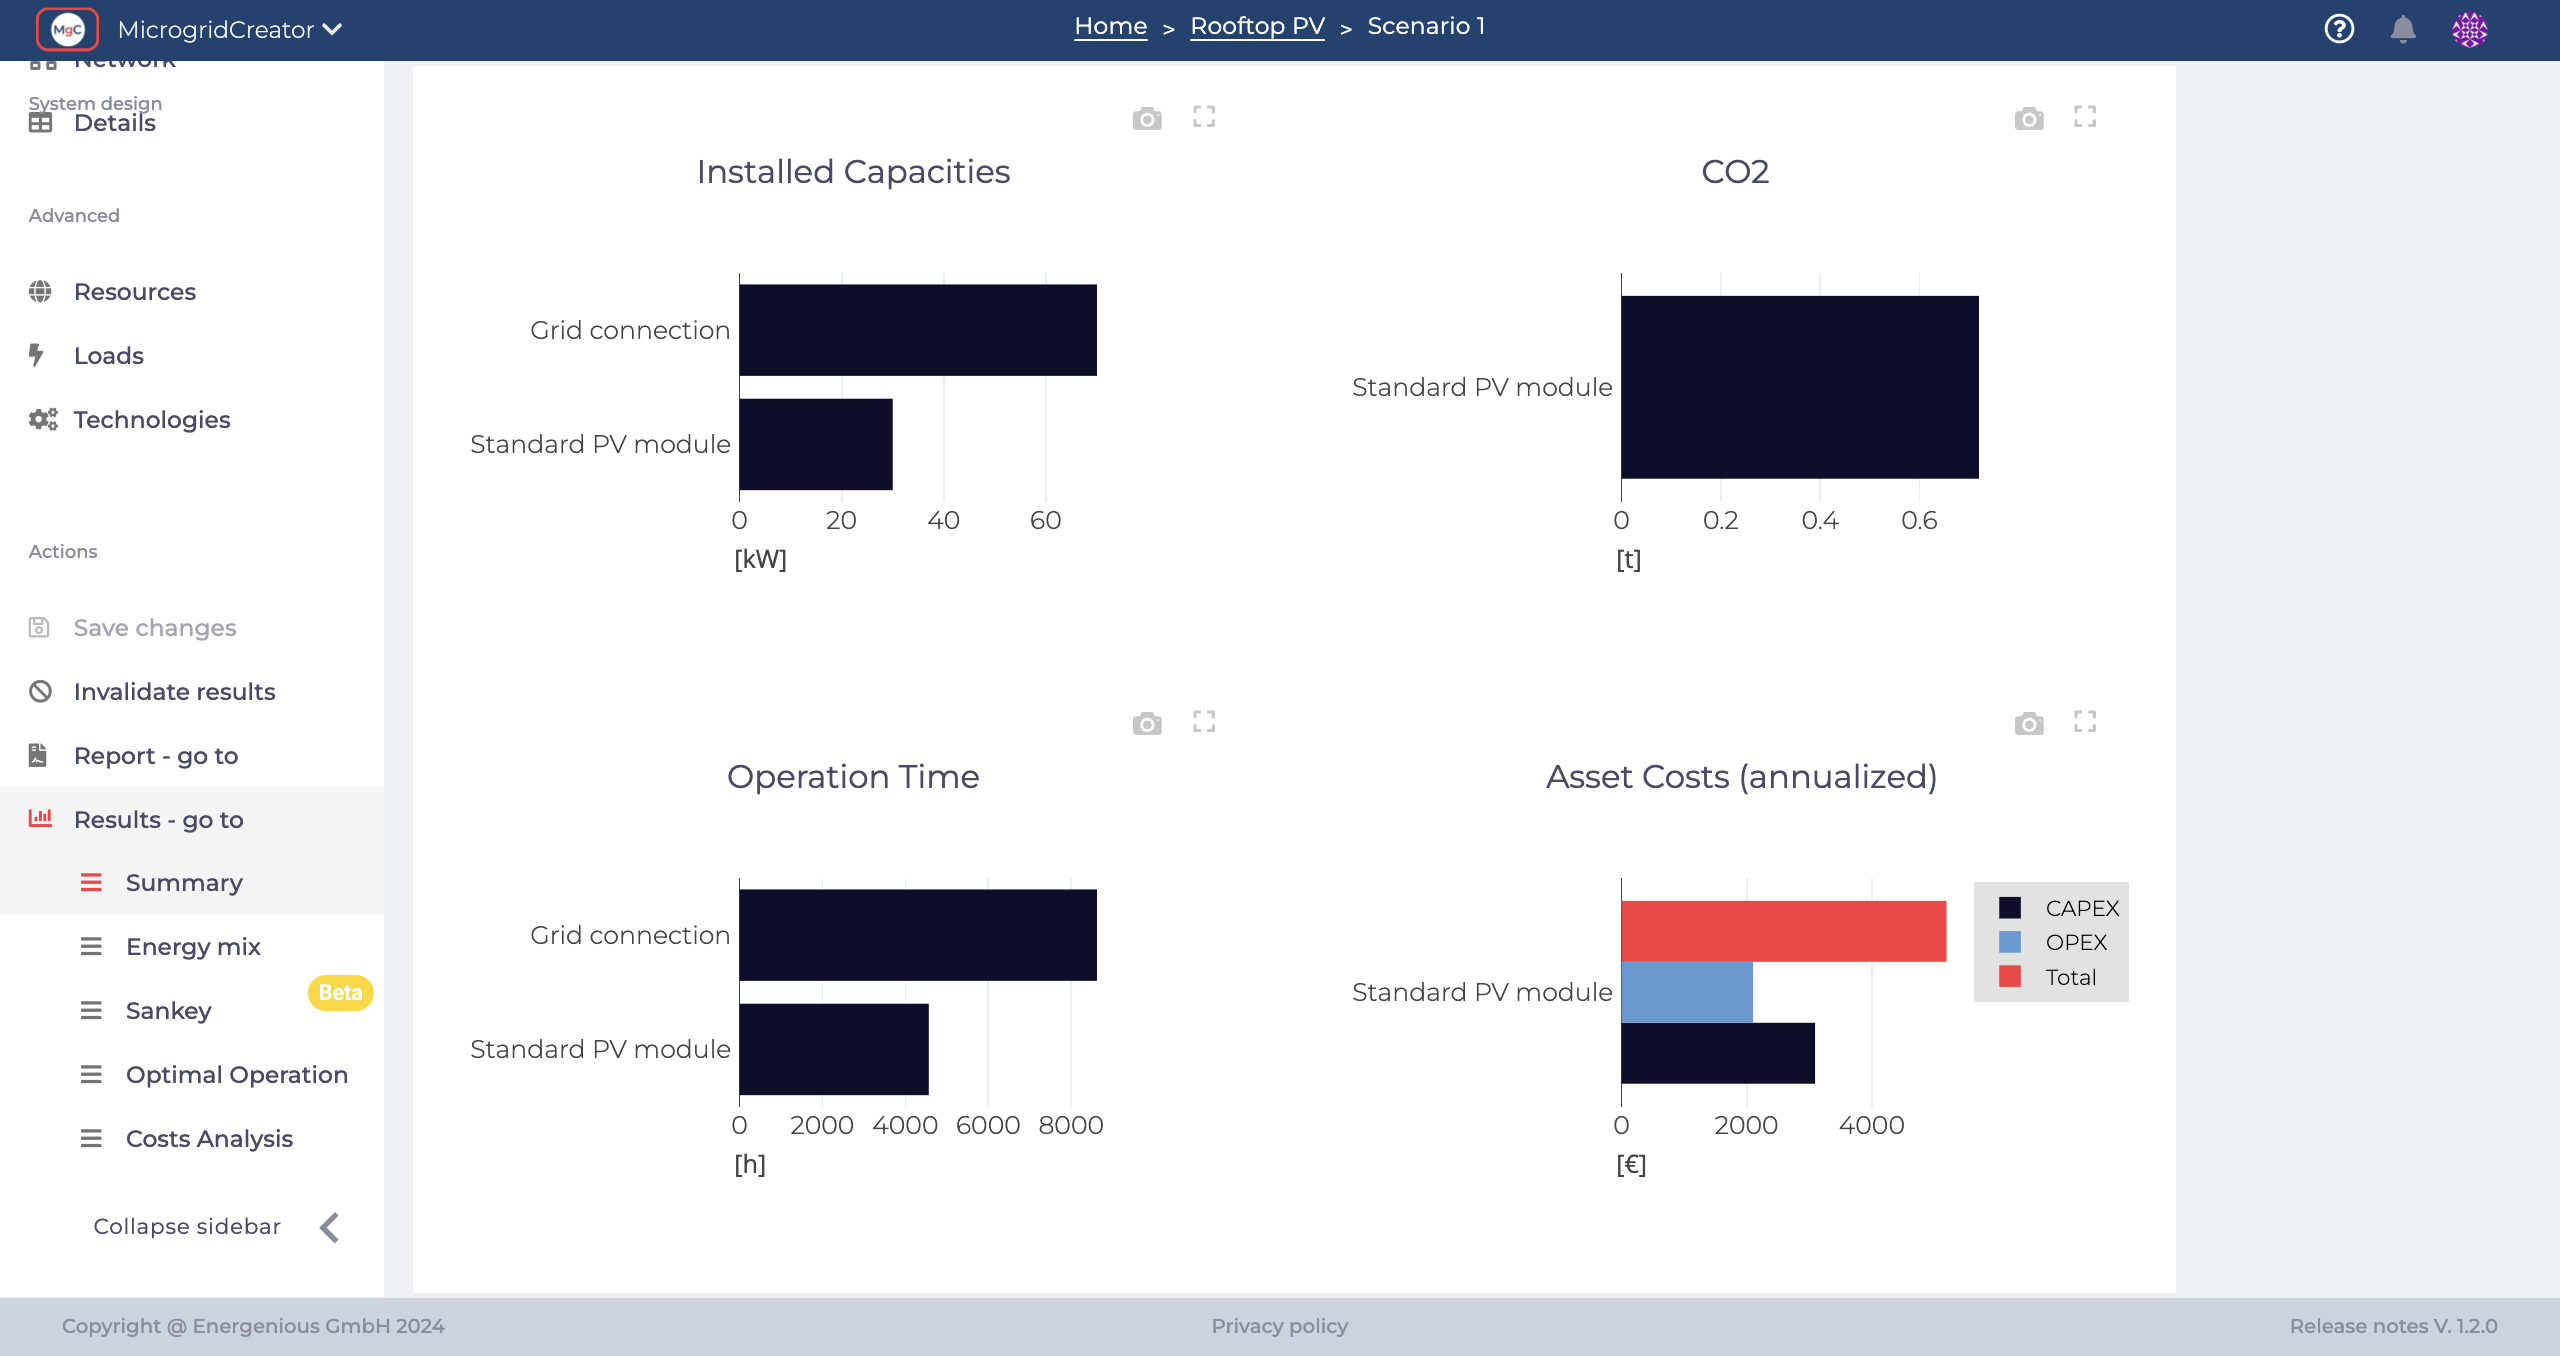 MgC MicrogridCreator
Home > Rooftop PV > Scenario 1
Network
System design
Details
Advanced
Resources
Loads
Technologies
Actions
Save changes
Invalidate results
Report - go to
Results - go to
Summary
Energy mix
Beta
Sankey
Optimal Operation
Costs Analysis
Collapse sidebar
Installed Capacities
Grid connection
Standard PV module
0 20 40 60
[kW]
CO2
Standard PV module
0 0.2 0.4 0.6
[t]
Operation Time
Grid connection
Standard PV module
0 2000 4000 6000 8000
[h]
Asset Costs (annualized)
CAPEX
OPEX
Total
Standard PV module
0 2000 4000
[€]
Copyright @ Energenious GmbH 2024
Privacy policy
Release notes V. 1.2.0